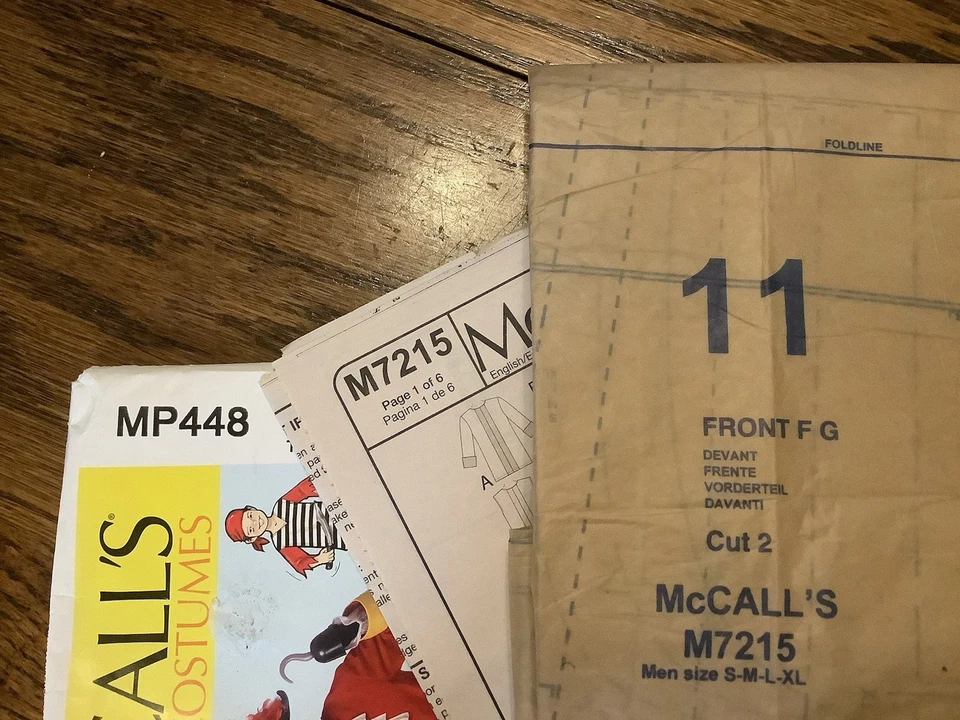 MP448
McCALL'S®
COSTUMES
M7215
Page 1 of 6
Pagina 1 de 6
English/
A
FOLDLINE
11
FRONT F G
DEVANT
FRENTE
VORDERTEIL
DAVANTI
Cut 2
McCALL'S
M7215
Men size S-M-L-XL